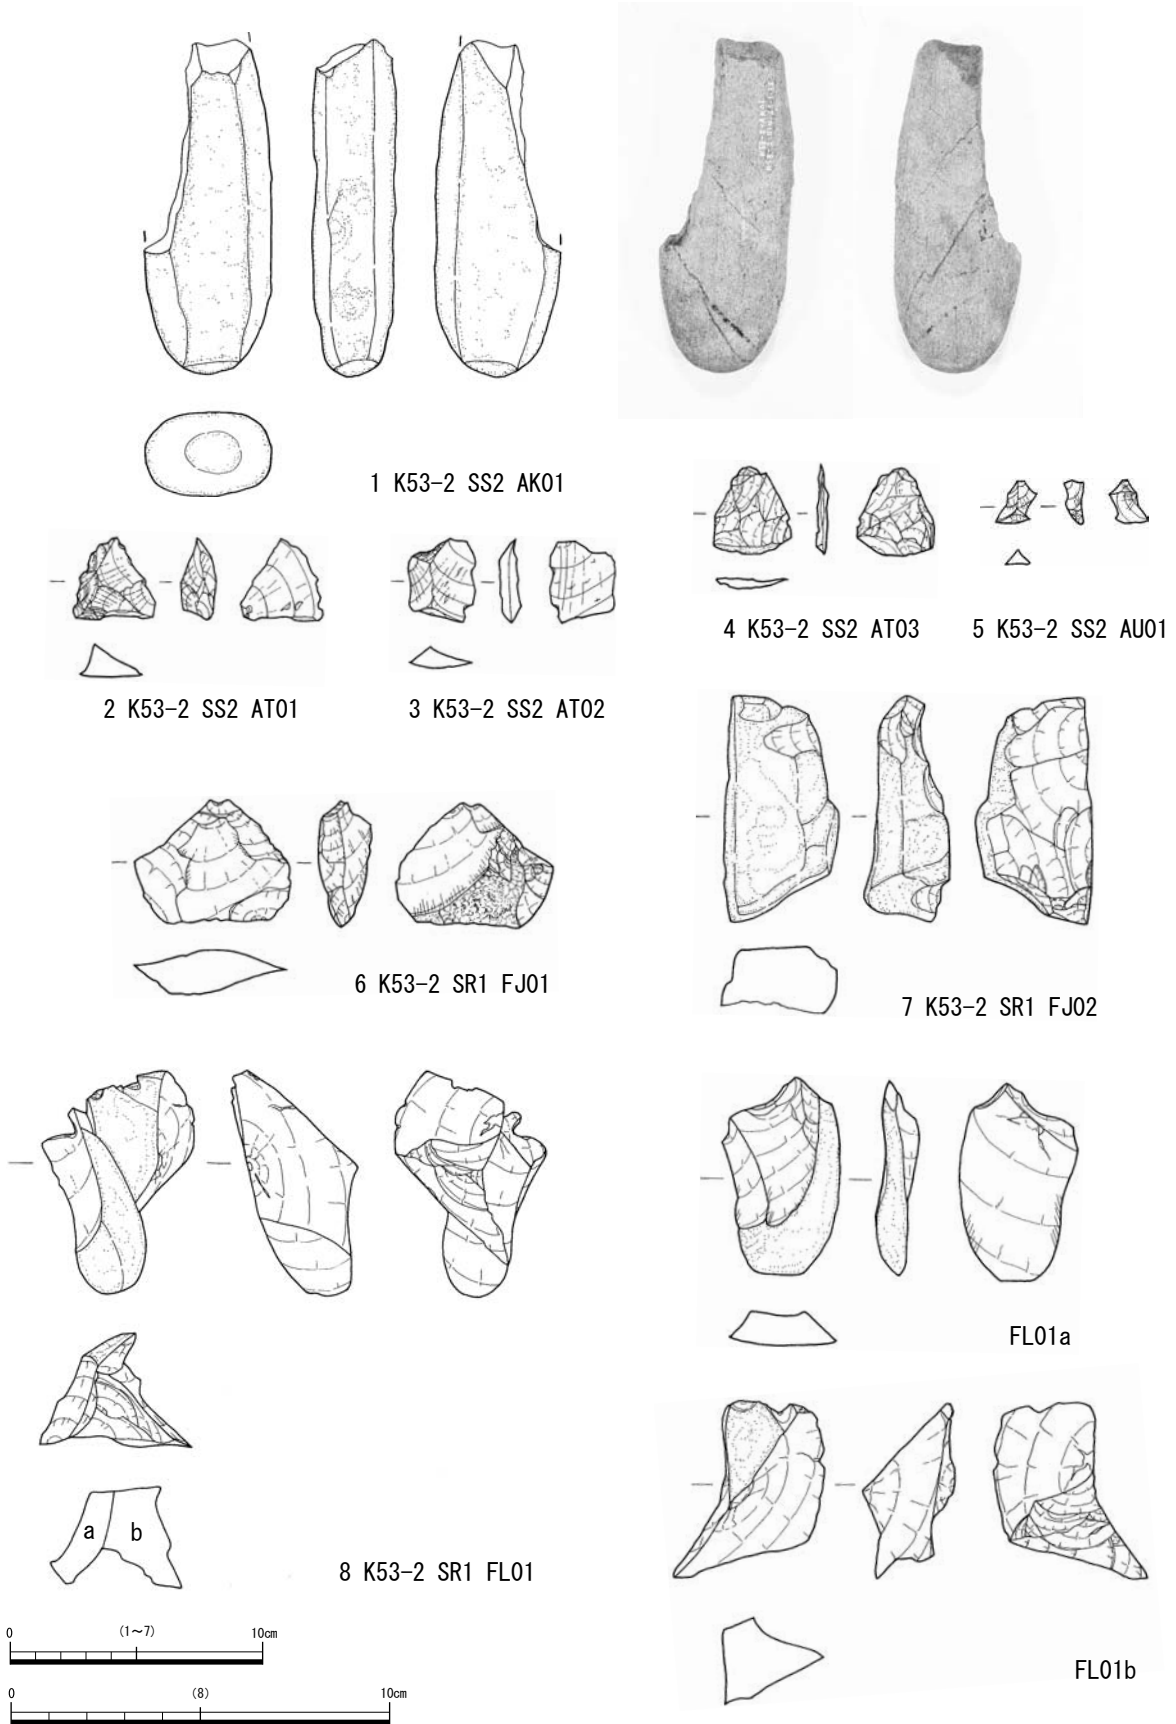 1 K53-2 SS2 AK01
4 K53-2 SS2 AT03
5 K53-2 SS2 AU01
2 K53-2 SS2 AT01
3 K53-2 SS2 AT02
6 K53-2 SR1 FJ01
7 K53-2 SR1 FJ02
FL01a
a b
8 K53-2 SR1 FL01
FL01b
0 (1～7) 10cm
0 (8) 10cm